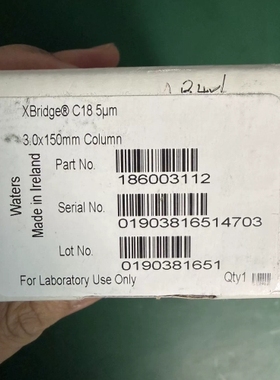 XBridge® C18 5µm
3.0x150mm Column
Part No.
186003112
Serial No.
01903816514703
Lot No.
0190381651
For Laboratory Use Only
Qty1
Waters
Made in Ireland